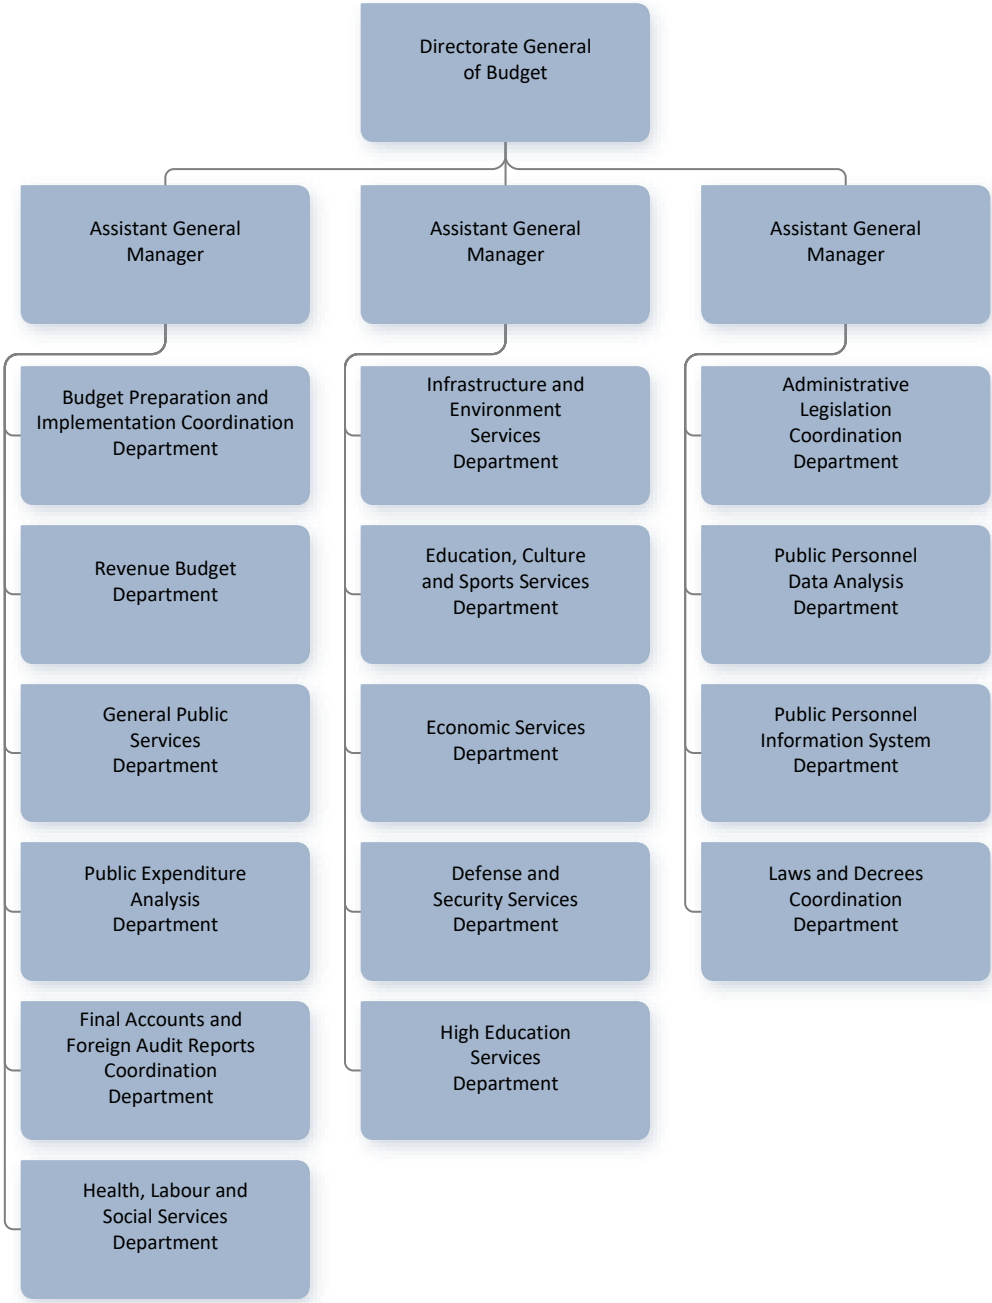 Directorate General
of Budget
Assistant General
Manager
Assistant General
Manager
Assistant General
Manager
Budget Preparation and
Implementation Coordination
Department
Revenue Budget
Department
General Public
Services
Department
Public Expenditure
Analysis
Department
Final Accounts and
Foreign Audit Reports
Coordination
Department
Health, Labour and
Social Services
Department
Infrastructure and
Environment
Services
Department
Education, Culture
and Sports Services
Department
Economic Services
Department
Defense and
Security Services
Department
High Education
Services
Department
Administrative
Legislation
Coordination
Department
Public Personnel
Data Analysis
Department
Public Personnel
Information System
Department
Laws and Decrees
Coordination
Department